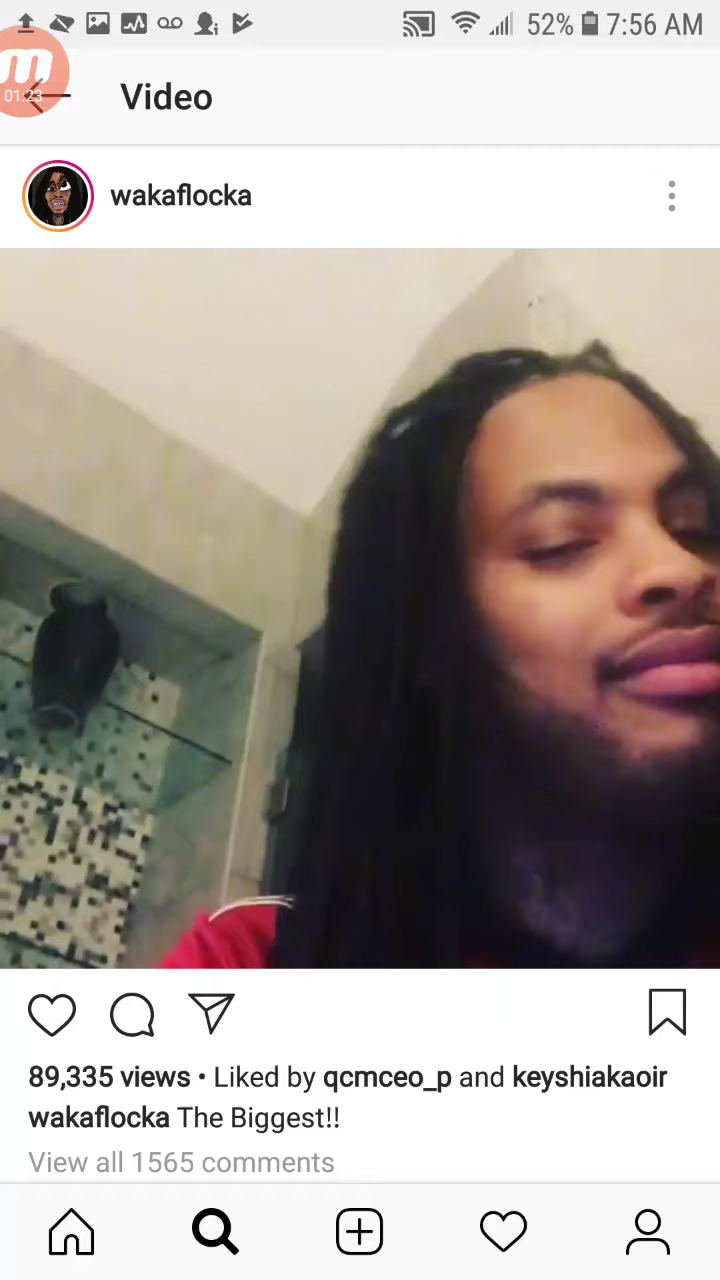 52% 7:56 AM
m
01:23
Video
wakaflocka
89,335 views • Liked by qcmceo_p and keyshiakaoir
wakaflocka The Biggest!!
View all 1565 comments